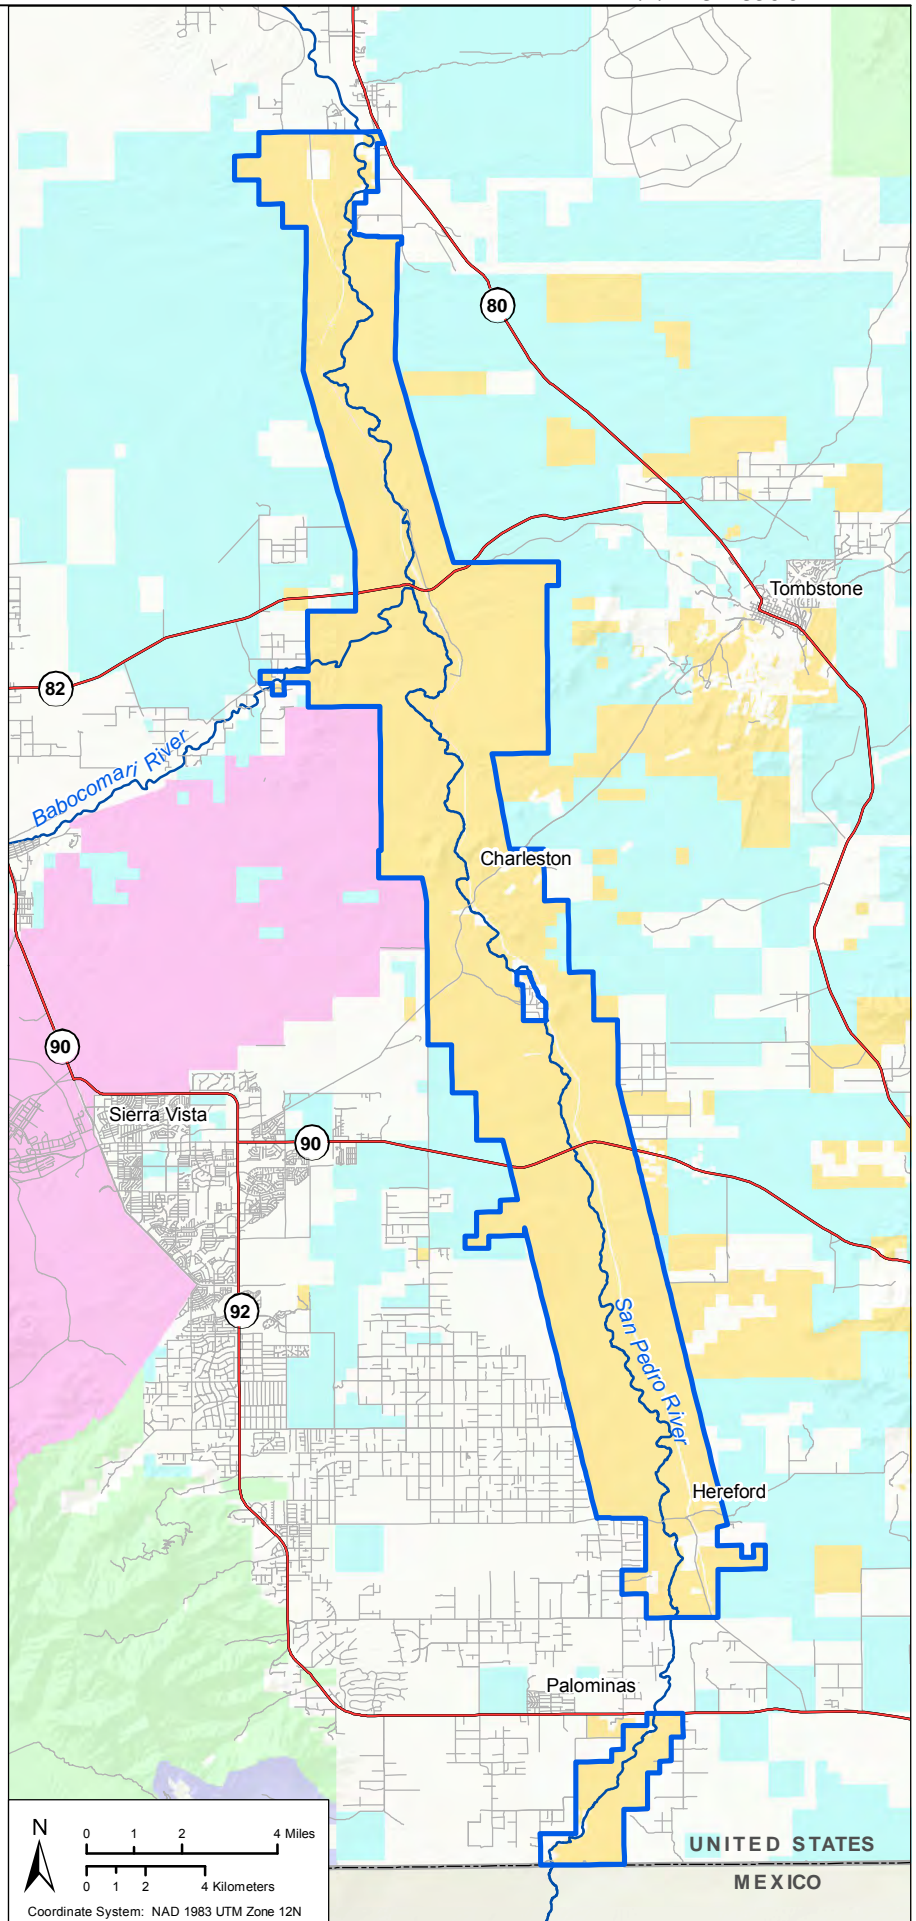 80
Tombstone
82
Babocomari River
Charleston
90
Sierra Vista
90
92
San Pedro River
Hereford
Palominas
N
0 1 2 4 Miles
0 1 2 4 Kilometers
Coordinate System: NAD 1983 UTM Zone 12N
UNITED STATES
MEXICO